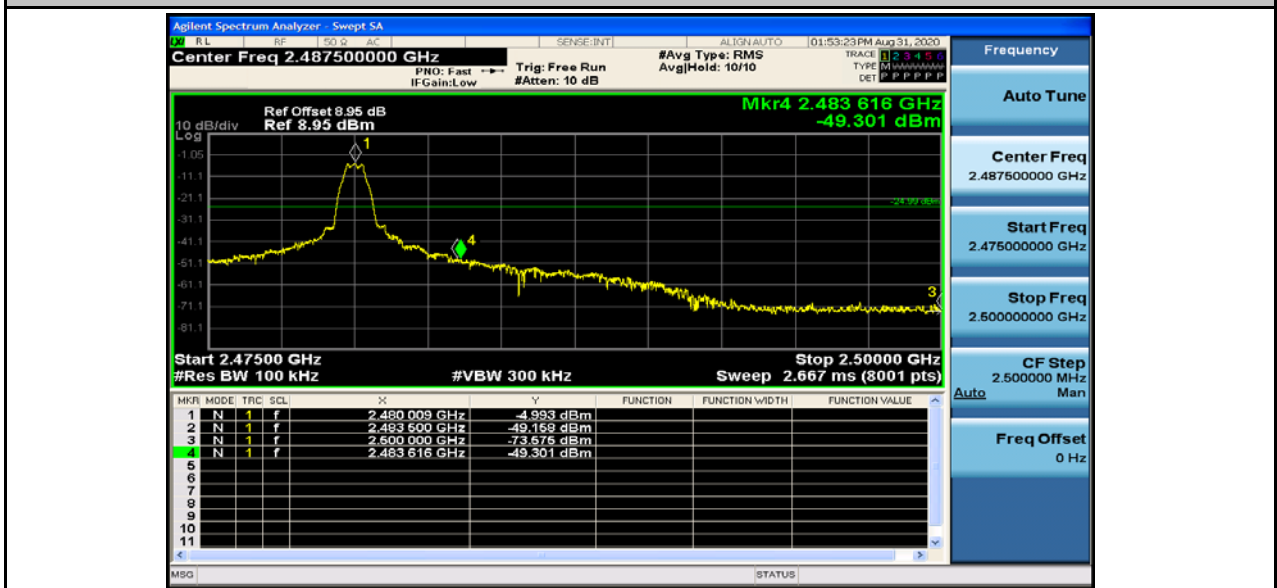 Agilent Spectrum Analyzer - Swept SA
RL RF 50 Ω AC SENSE:INT ALIGN AUTO 01:53:23 PM Aug 31, 2020
Center Freq 2.487500000 GHz
PNO: Fast
IFGain:Low
Trig: Free Run
#Atten: 10 dB
#Avg Type: RMS
Avg|Hold: 10/10
TRACE 1 2 3 4 5 6
TYPE M
DET P P P P P P
Frequency
Auto Tune
Center Freq
2.487500000 GHz
Start Freq
2.475000000 GHz
Stop Freq
2.500000000 GHz
CF Step
2.500000 MHz
Auto Man
Freq Offset
0 Hz
Mkr4 2.483 616 GHz
-49.301 dBm
Ref Offset 8.95 dB
10 dB/div Ref 8.95 dBm
Log
1
-1.05
-11.1
-21.1
-24.99 dBm
-31.1
-41.1
4
-51.1
-61.1
3
-71.1
-81.1
Start 2.47500 GHz Stop 2.50000 GHz
#Res BW 100 kHz #VBW 300 kHz Sweep 2.667 ms (8001 pts)
MKR MODE TRC SCL X Y FUNCTION FUNCTION WIDTH FUNCTION VALUE
1 N 1 f 2.480 009 GHz -4.993 dBm
2 N 1 f 2.483 500 GHz -49.159 dBm
3 N 1 f 2.500 000 GHz -73.575 dBm
4 N 1 f 2.483 616 GHz -49.301 dBm
5
6
7
8
9
10
11
MSG STATUS